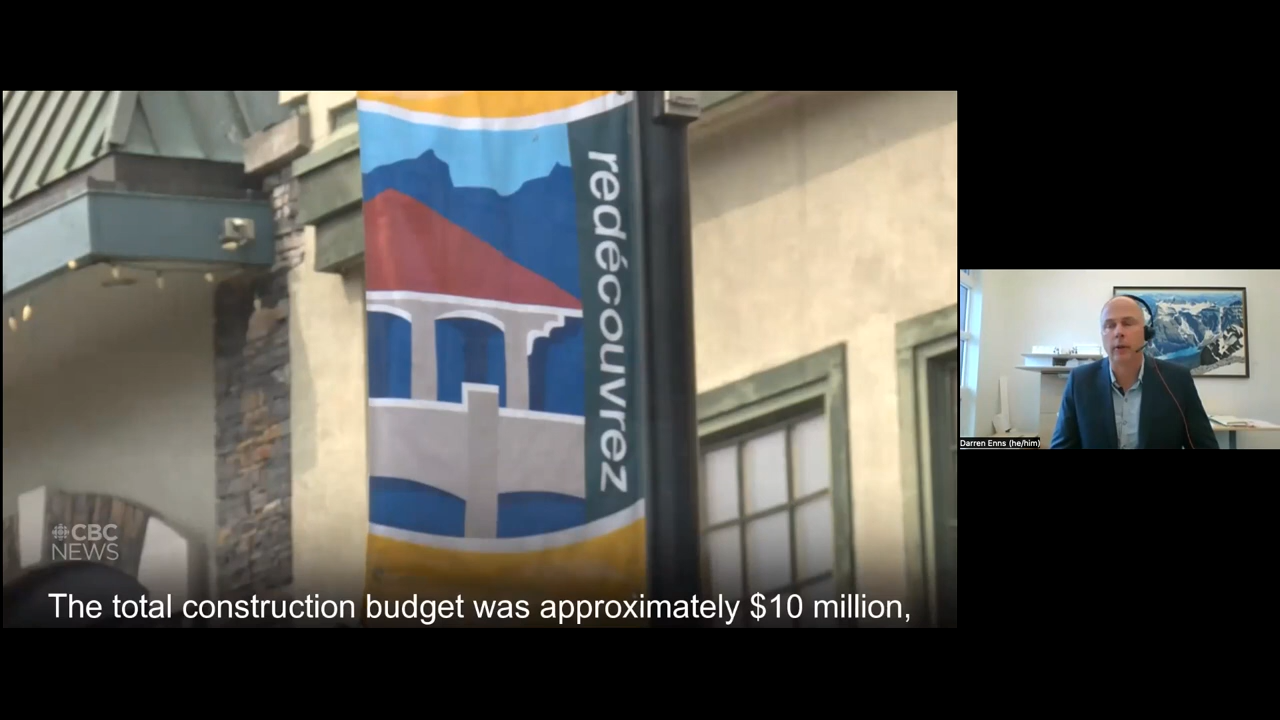 redécouvrez
CBC
NEWS
The total construction budget was approximately $10 million,
Darren Enns (he/him)